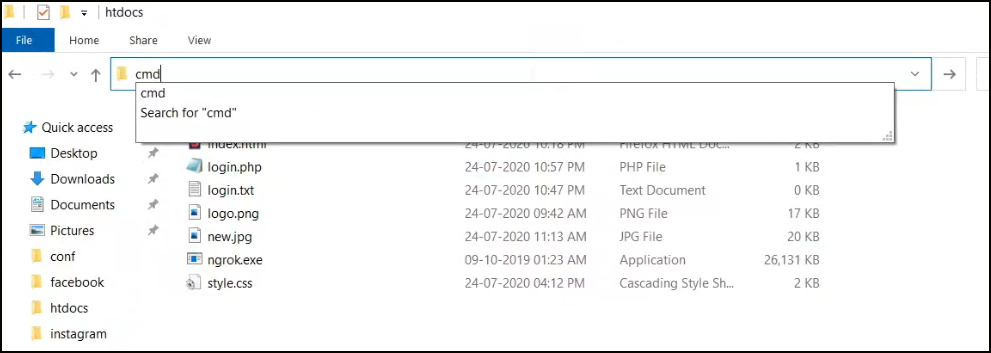 htdocs
File Home Share View
cmd
cmd
Search for "cmd"
Quick access
index.html 24-07-2020 10:18 PM Firefox HTML Doc... 2 KB
Desktop
login.php 24-07-2020 10:57 PM PHP File 1 KB
Downloads
login.txt 24-07-2020 10:47 PM Text Document 0 KB
Documents
logo.png 24-07-2020 09:42 AM PNG File 17 KB
Pictures
new.jpg 24-07-2020 11:13 AM JPG File 20 KB
conf
ngrok.exe 09-10-2019 01:23 AM Application 26,131 KB
facebook
style.css 24-07-2020 04:12 PM Cascading Style Sh... 2 KB
htdocs
instagram